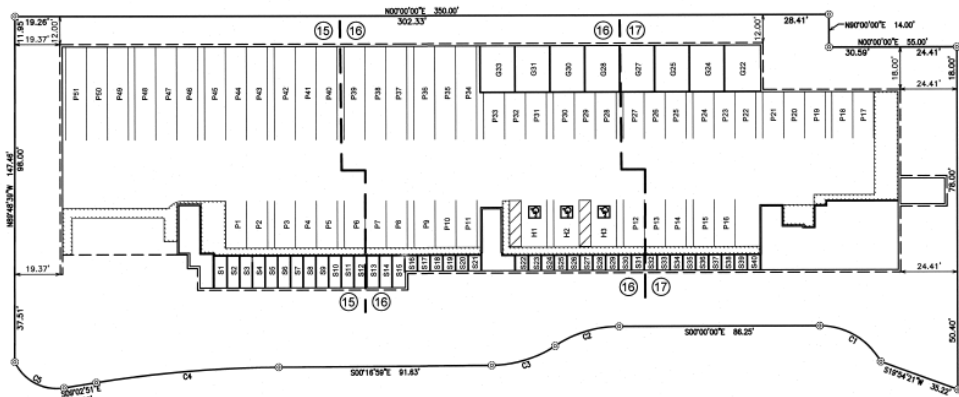 N00°00'00"E 350.00'
302.33'
19.26'
11.95'
12.00'
19.37'
15 16
16 17
12.00'
28.41'
N90°00'00"E 14.00'
N00°00'00"E 55.00'
30.59'
24.41'
18.00'
18.00'
24.41'
G33 G31 G30 G28 G27 G25 G24 G22
P51 P50 P49 P48 P47 P46 P45 P44 P43 P42 P41 P40 P39 P38 P37 P36 P35 P34
P33 P32 P31 P30 P29 P28 P27 P26 P25 P24 P23 P22 P21 P20 P19 P18 P17
N89°48'39"W 147.46'
98.00'
78.00'
P1 P2 P3 P4 P5 P6 P7 P8 P9 P10 P11 H1 H2 H3 P12 P13 P14 P15 P16
S1 S2 S3 S4 S5 S6 S7 S8 S9 S10 S11 S12 S13 S14 S15 S16 S17 S18 S19 S20 S21 S22 S23 S24 S25 S26 S27 S28 S29 S30 S31 S32 S33 S34 S35 S36 S37 S38 S39 S40
19.37'
24.41'
15 16
16 17
37.51'
50.40'
S00°00'00"E 86.25'
C1
C2
C3
S00°16'59"E 91.63'
C4
C5
S09°02'51"E
S19°54'21"W 35.22'